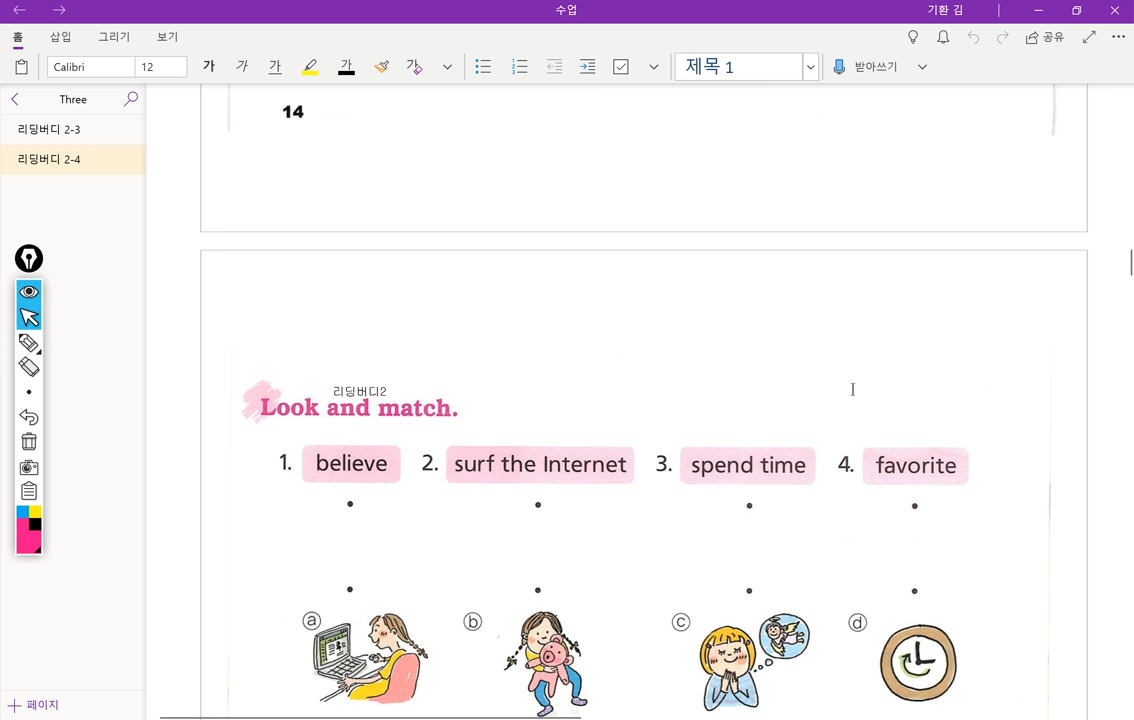 수업
기환 김
홈 삽입 그리기 보기
공유
Calibri 12 가 가 가 가 가 제목 1 받아쓰기
Three
리딩버디 2-3
리딩버디 2-4
14
리딩버디2
Look and match.
1. believe 2. surf the Internet 3. spend time 4. favorite
ⓐ ⓑ ⓒ ⓓ
페이지